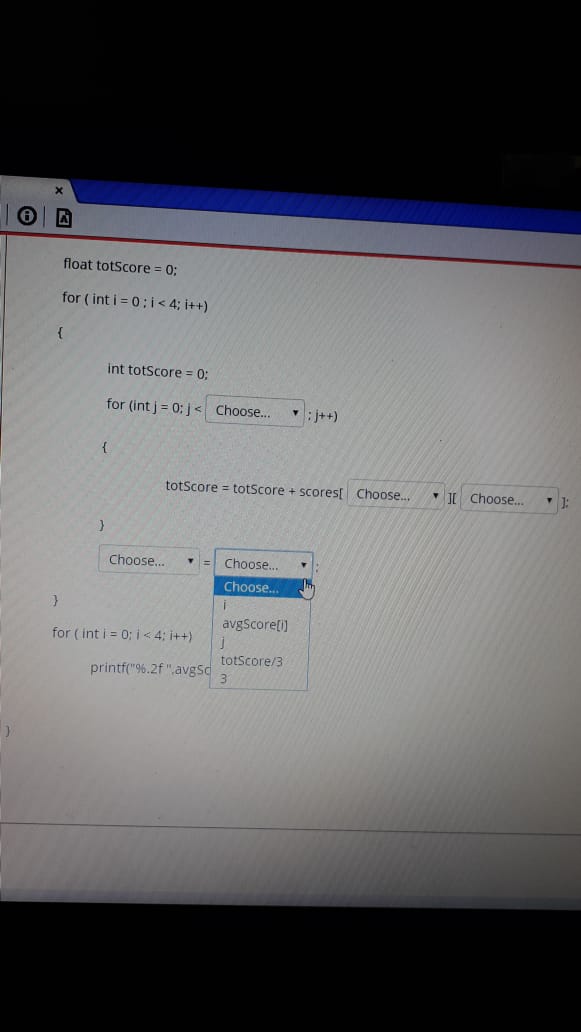 float totScore = 0;
for ( int i = 0 ; i < 4; i++)
{
int totScore = 0;
for (int j = 0; j < Choose... ; j++)
{
totScore = totScore + scores[ Choose... ][ Choose... ];
}
Choose... = Choose... ;
Choose...
i
avgScore[i]
j
totScore/3
3
}
for ( int i = 0; i < 4; i++)
printf("%.2f ",avgSc
}